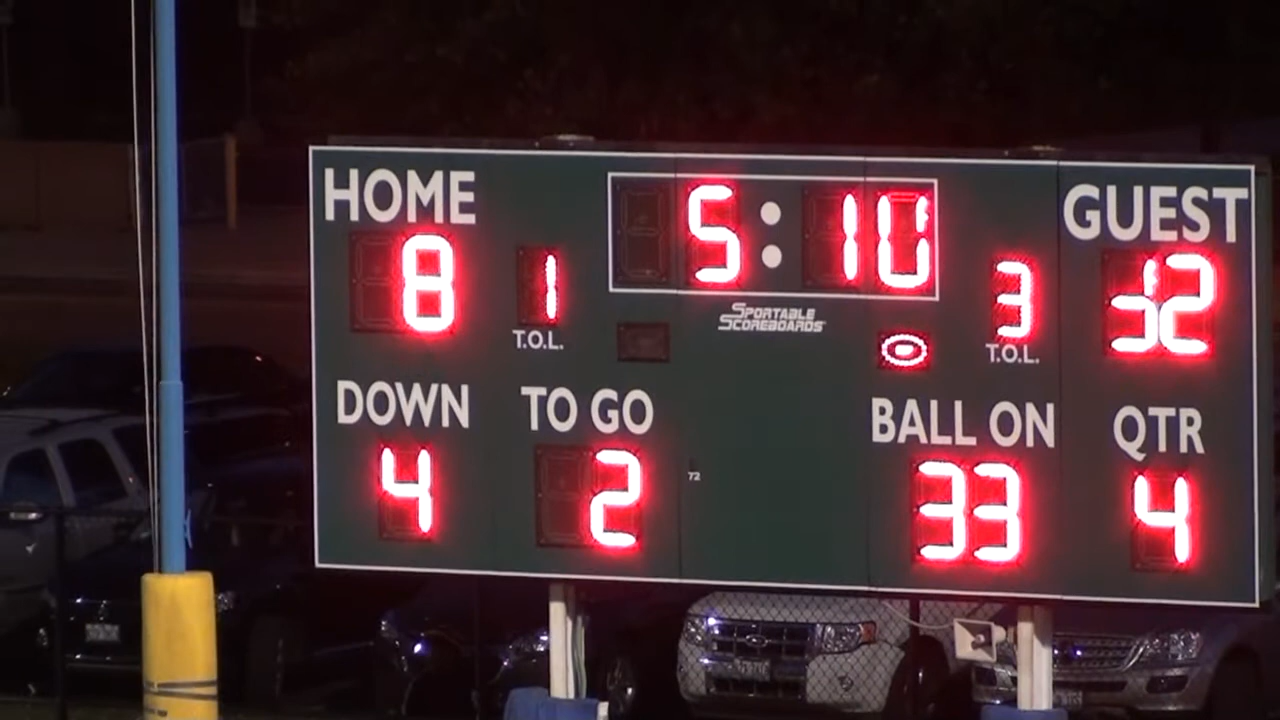 HOME 5:10 GUEST
8 1 3 32
T.O.L. SPORTABLE SCOREBOARDS T.O.L.
DOWN TO GO BALL ON QTR
4 2 72 33 4